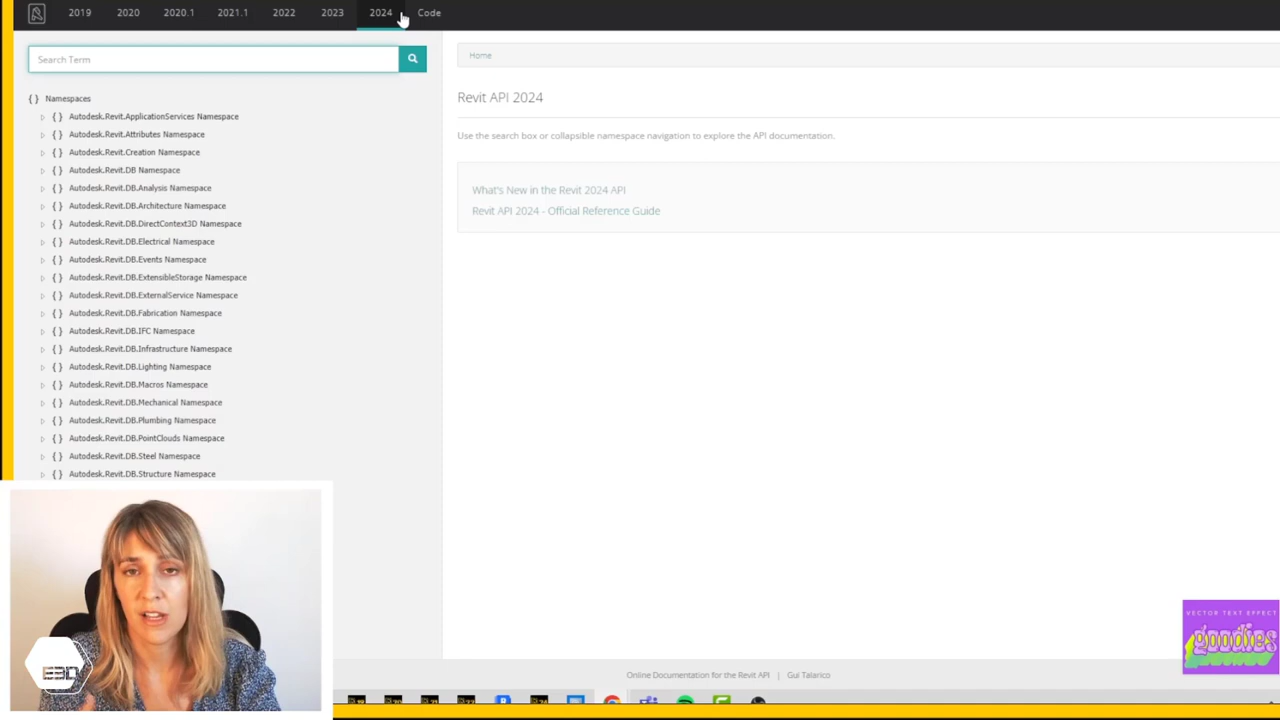 2019 2020 2020.1 2021.1 2022 2023 2024 Code
Search Term
Home
Namespaces
Autodesk.Revit.ApplicationServices Namespace
Autodesk.Revit.Attributes Namespace
Autodesk.Revit.Creation Namespace
Autodesk.Revit.DB Namespace
Autodesk.Revit.DB.Analysis Namespace
Autodesk.Revit.DB.Architecture Namespace
Autodesk.Revit.DB.DirectContext3D Namespace
Autodesk.Revit.DB.Electrical Namespace
Autodesk.Revit.DB.Events Namespace
Autodesk.Revit.DB.ExtensibleStorage Namespace
Autodesk.Revit.DB.ExternalService Namespace
Autodesk.Revit.DB.Fabrication Namespace
Autodesk.Revit.DB.IFC Namespace
Autodesk.Revit.DB.Infrastructure Namespace
Autodesk.Revit.DB.Lighting Namespace
Autodesk.Revit.DB.Macros Namespace
Autodesk.Revit.DB.Mechanical Namespace
Autodesk.Revit.DB.Plumbing Namespace
Autodesk.Revit.DB.PointClouds Namespace
Autodesk.Revit.DB.Steel Namespace
Autodesk.Revit.DB.Structure Namespace
Revit API 2024
Use the search box or collapsible namespace navigation to explore the API documentation.
What's New in the Revit 2024 API
Revit API 2024 - Official Reference Guide
E3D
VECTOR TEXT EFFECT
goodies
Online Documentation for the Revit API | Gui Talarico